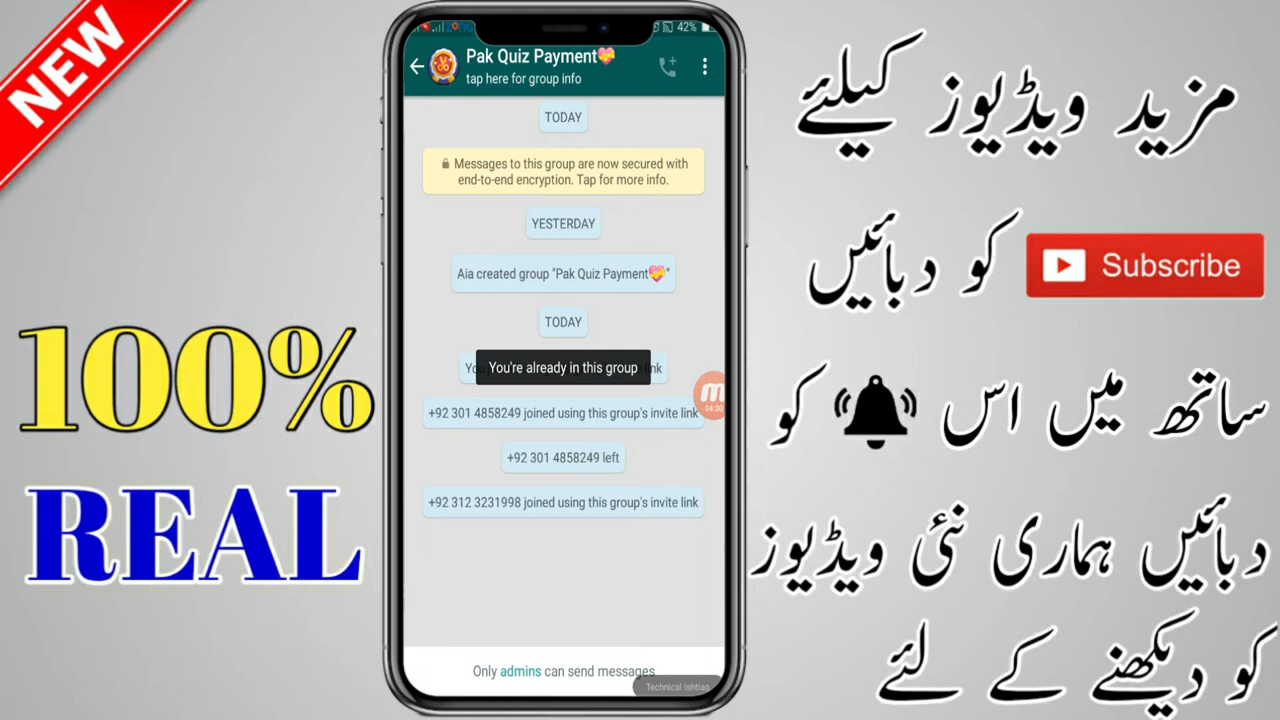 NEW
100%
REAL
42%
Pak Quiz Payment💝
tap here for group info
TODAY
🔒 Messages to this group are now secured with
end-to-end encryption. Tap for more info.
YESTERDAY
Aia created group "Pak Quiz Payment💝"
TODAY
You're already in this group
+92 301 4858249 joined using this group's invite link
+92 301 4858249 left
+92 312 3231998 joined using this group's invite link
04:30
Only admins can send messages
Technical Ishtiaq
مزید ویڈیوز کیلئے
Subscribe کو دبائیں
ساتھ میں اس 🔔 کو
دبائیں ہماری نئی ویڈیوز
کو دیکھنے کے لئے